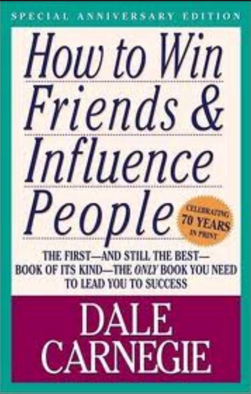 SPECIAL ANNIVERSARY EDITION
How to Win
Friends &
Influence
People
CELEBRATING
70 YEARS
IN PRINT
THE FIRST—AND STILL THE BEST—
BOOK OF ITS KIND—THE ONLY BOOK YOU NEED
TO LEAD YOU TO SUCCESS
DALE
CARNEGIE